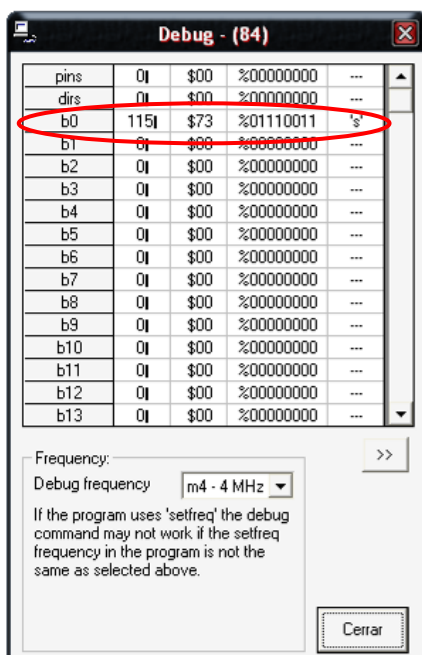 Debug - (84)
pins 0 $00 %00000000 ---
dirs 0 $00 %00000000 ---
b0 115 $73 %01110011 's'
b1 0 $00 %00000000 ---
b2 0 $00 %00000000 ---
b3 0 $00 %00000000 ---
b4 0 $00 %00000000 ---
b5 0 $00 %00000000 ---
b6 0 $00 %00000000 ---
b7 0 $00 %00000000 ---
b8 0 $00 %00000000 ---
b9 0 $00 %00000000 ---
b10 0 $00 %00000000 ---
b11 0 $00 %00000000 ---
b12 0 $00 %00000000 ---
b13 0 $00 %00000000 ---
>>
Frequency:
Debug frequency m4 - 4 MHz
If the program uses 'setfreq' the debug
command may not work if the setfreq
frequency in the program is not the
same as selected above.
Cerrar